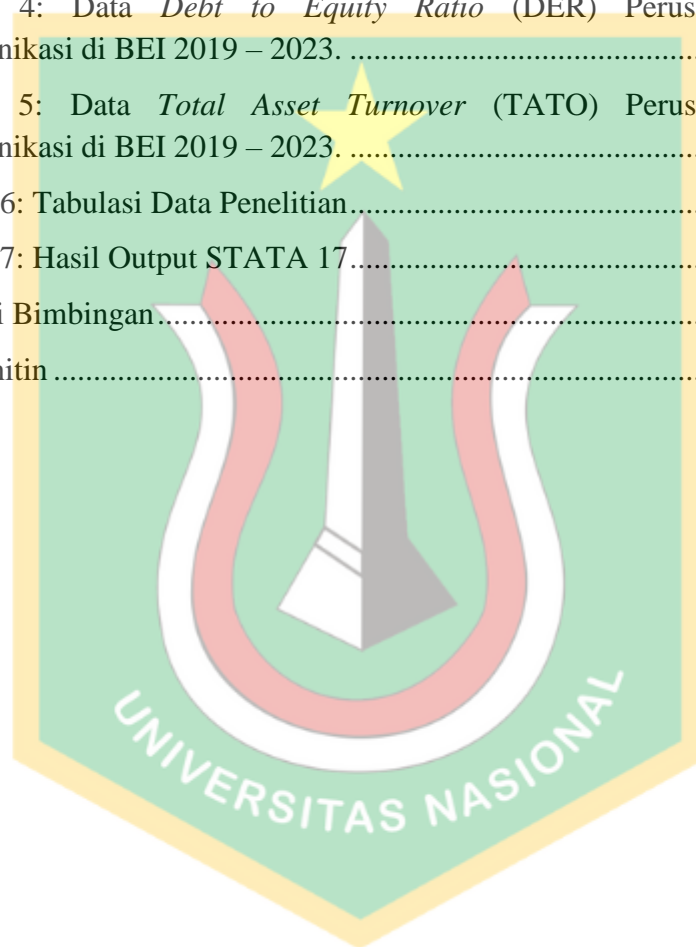 4: Data Debt to Equity Ratio (DER) Perus
nikasi di BEI 2019 – 2023. ..........................................
5: Data Total Asset Turnover (TATO) Perus
nikasi di BEI 2019 – 2023. ..........................................
6: Tabulasi Data Penelitian..........................................
7: Hasil Output STATA 17..........................................
i Bimbingan..........................................
nitin ..........................................
UNIVERSITAS NASIONAL